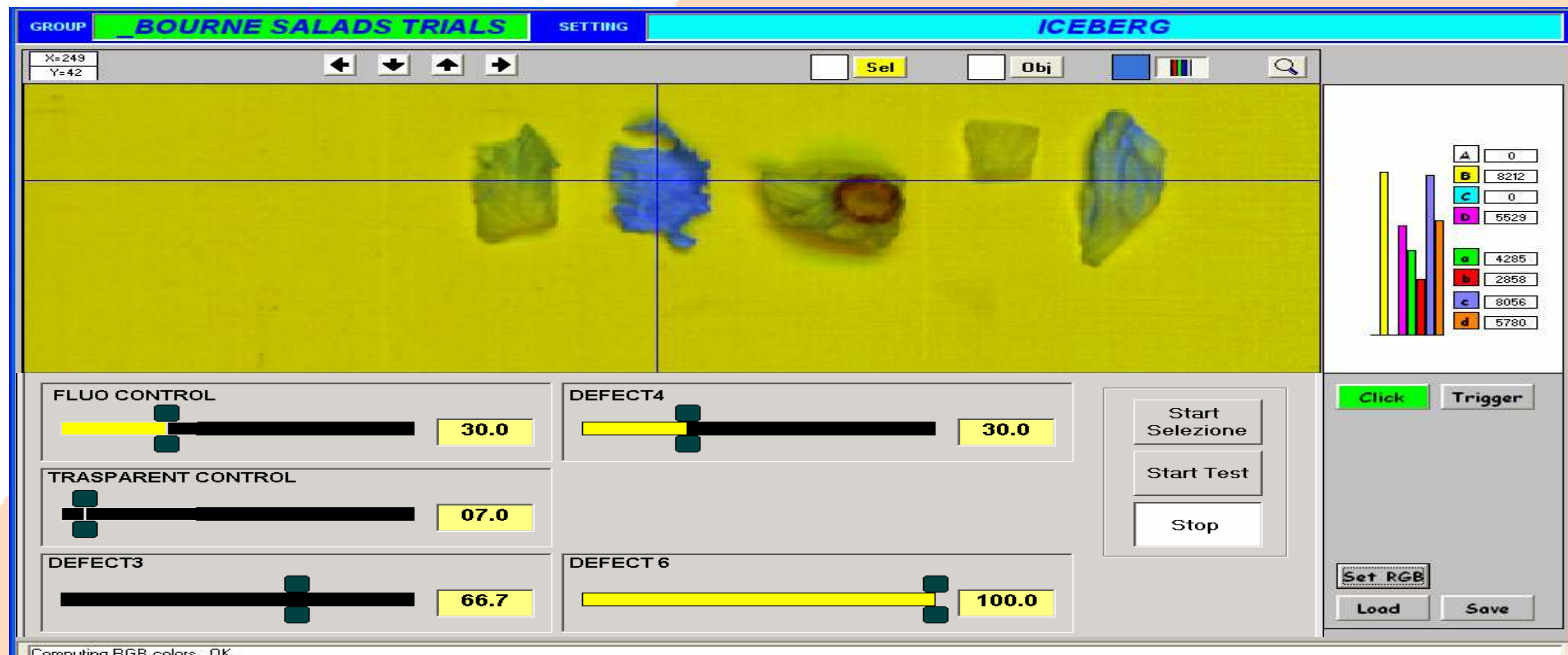 GROUP
_BOURNE SALADS TRIALS
SETTING
ICEBERG
X=249
Y=42
Sel
Obj
A 0
B 8212
C 0
D 5529
a 4285
b 2858
c 8056
d 5780
FLUO CONTROL
30.0
DEFECT4
30.0
TRASPARENT CONTROL
07.0
DEFECT3
66.7
DEFECT 6
100.0
Start
Selezione
Start Test
Stop
Click
Trigger
Set RGB
Load
Save
Computing RGB colors...OK